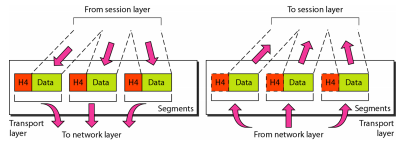 From session layer
H4 Data H4 Data H4 Data
Segments
Transport
layer
To network layer
To session layer
H4 Data H4 Data H4 Data
Segments
Transport
layer
From network layer